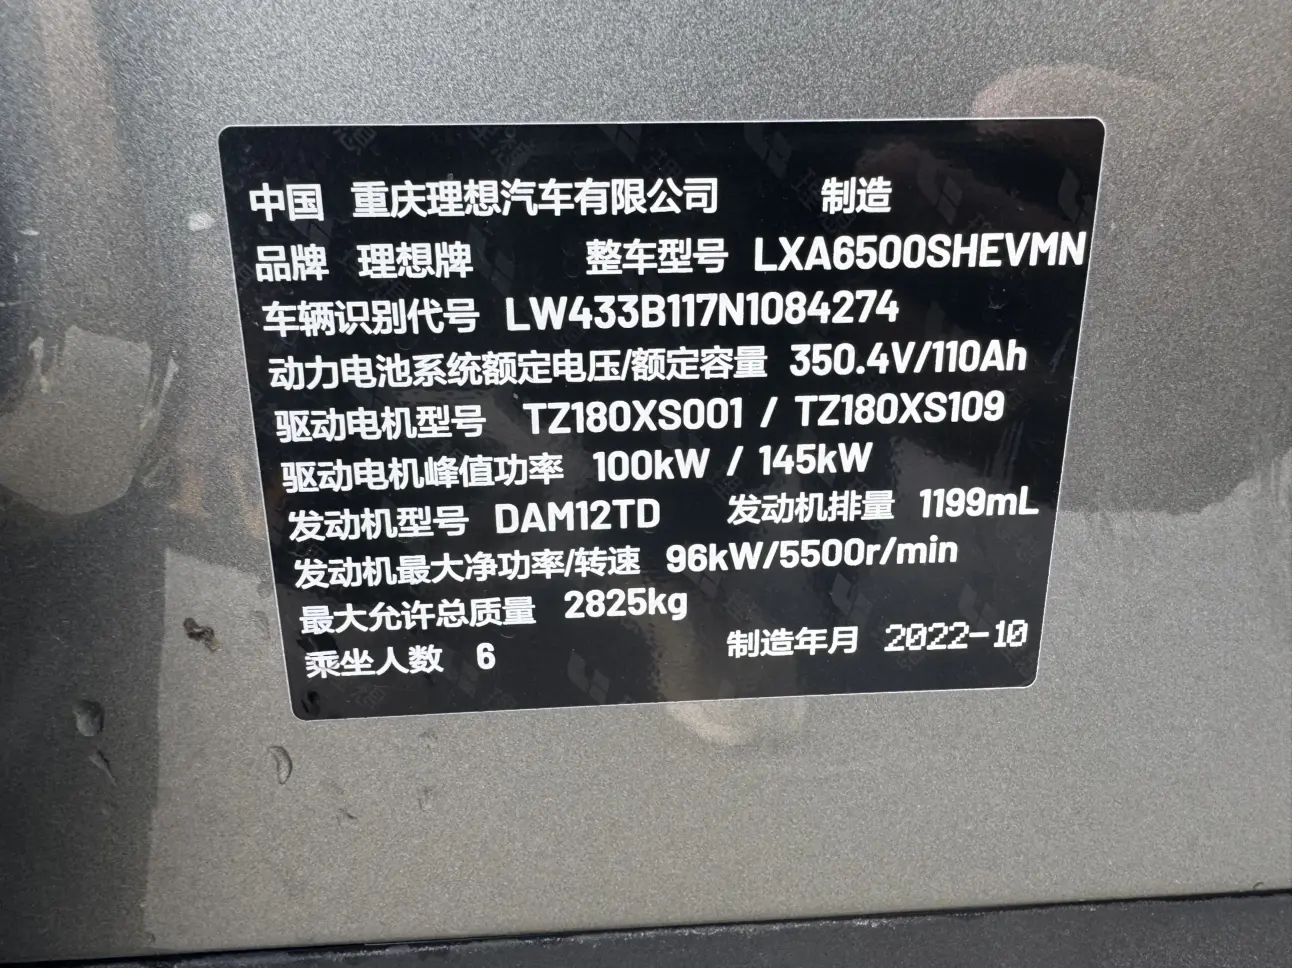 中国 重庆理想汽车有限公司 制造
品牌 理想牌 整车型号 LXA6500SHEVMN
车辆识别代号 LW433B117N1084274
动力电池系统额定电压/额定容量 350.4V/110Ah
驱动电机型号 TZ180XS001 / TZ180XS109
驱动电机峰值功率 100kW / 145kW
发动机型号 DAM12TD 发动机排量 1199mL
发动机最大净功率/转速 96kW/5500r/min
最大允许总质量 2825kg
乘坐人数 6 制造年月 2022-10